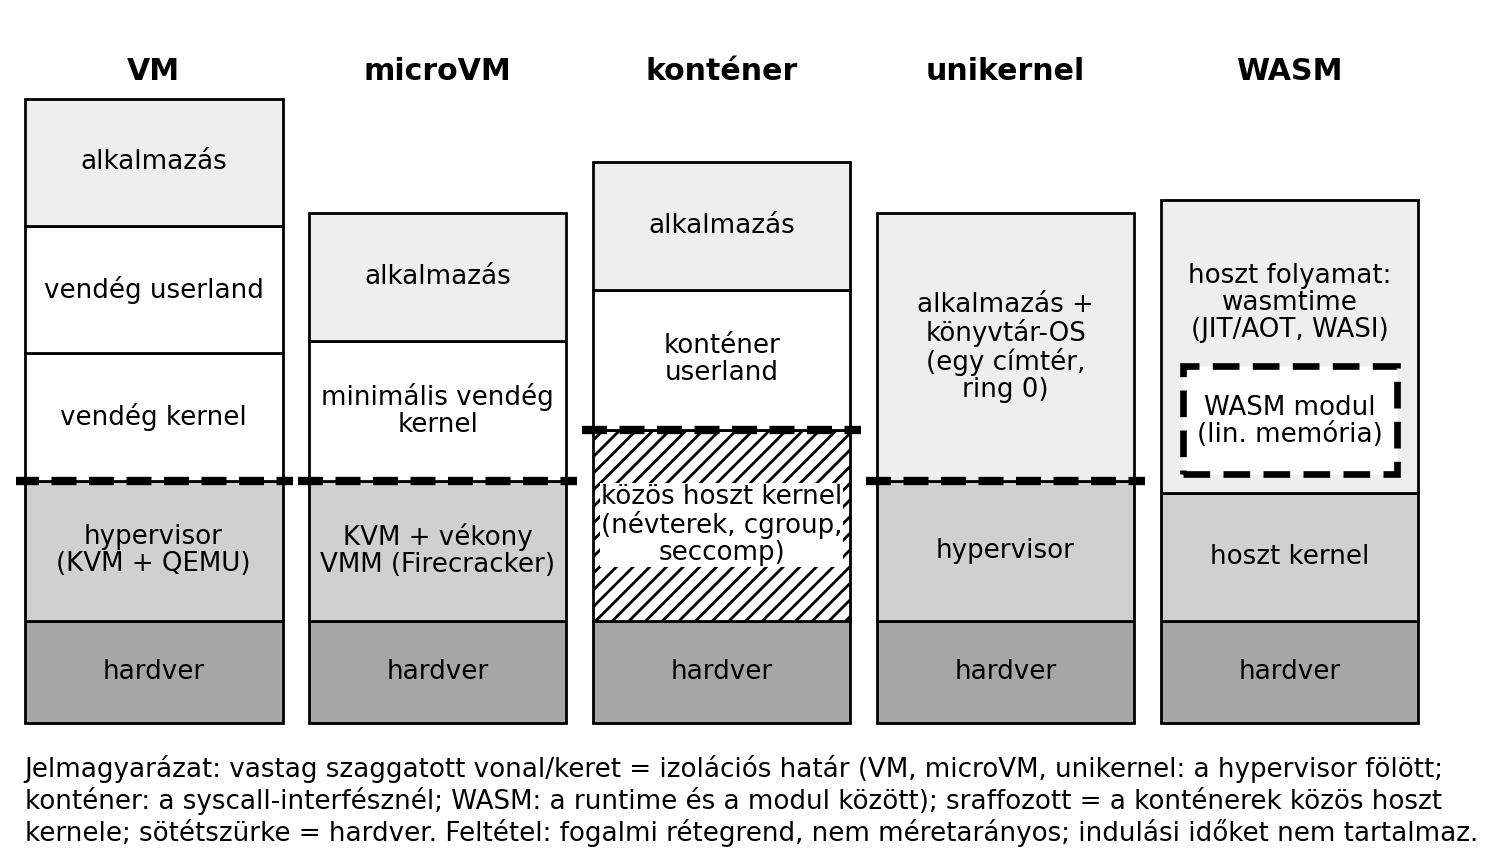 VM
microVM
konténer
unikernel
WASM
alkalmazás
vendég userland
vendég kernel
hypervisor
(KVM + QEMU)
hardver
alkalmazás
minimális vendég
kernel
KVM + vékony
VMM (Firecracker)
hardver
alkalmazás
konténer
userland
közös hoszt kernel
(névterek, cgroup,
seccomp)
hardver
alkalmazás +
könyvtár-OS
(egy címtér,
ring 0)
hypervisor
hardver
hoszt folyamat:
wasmtime
(JIT/AOT, WASI)
WASM modul
(lin. memória)
hoszt kernel
hardver
Jelmagyarázat: vastag szaggatott vonal/keret = izolációs határ (VM, microVM, unikernel: a hypervisor fölött;
konténer: a syscall-interfésznél; WASM: a runtime és a modul között); sraffozott = a konténerek közös hoszt
kernele; sötétszürke = hardver. Feltétel: fogalmi rétegrend, nem méretarányos; indulási időket nem tartalmaz.